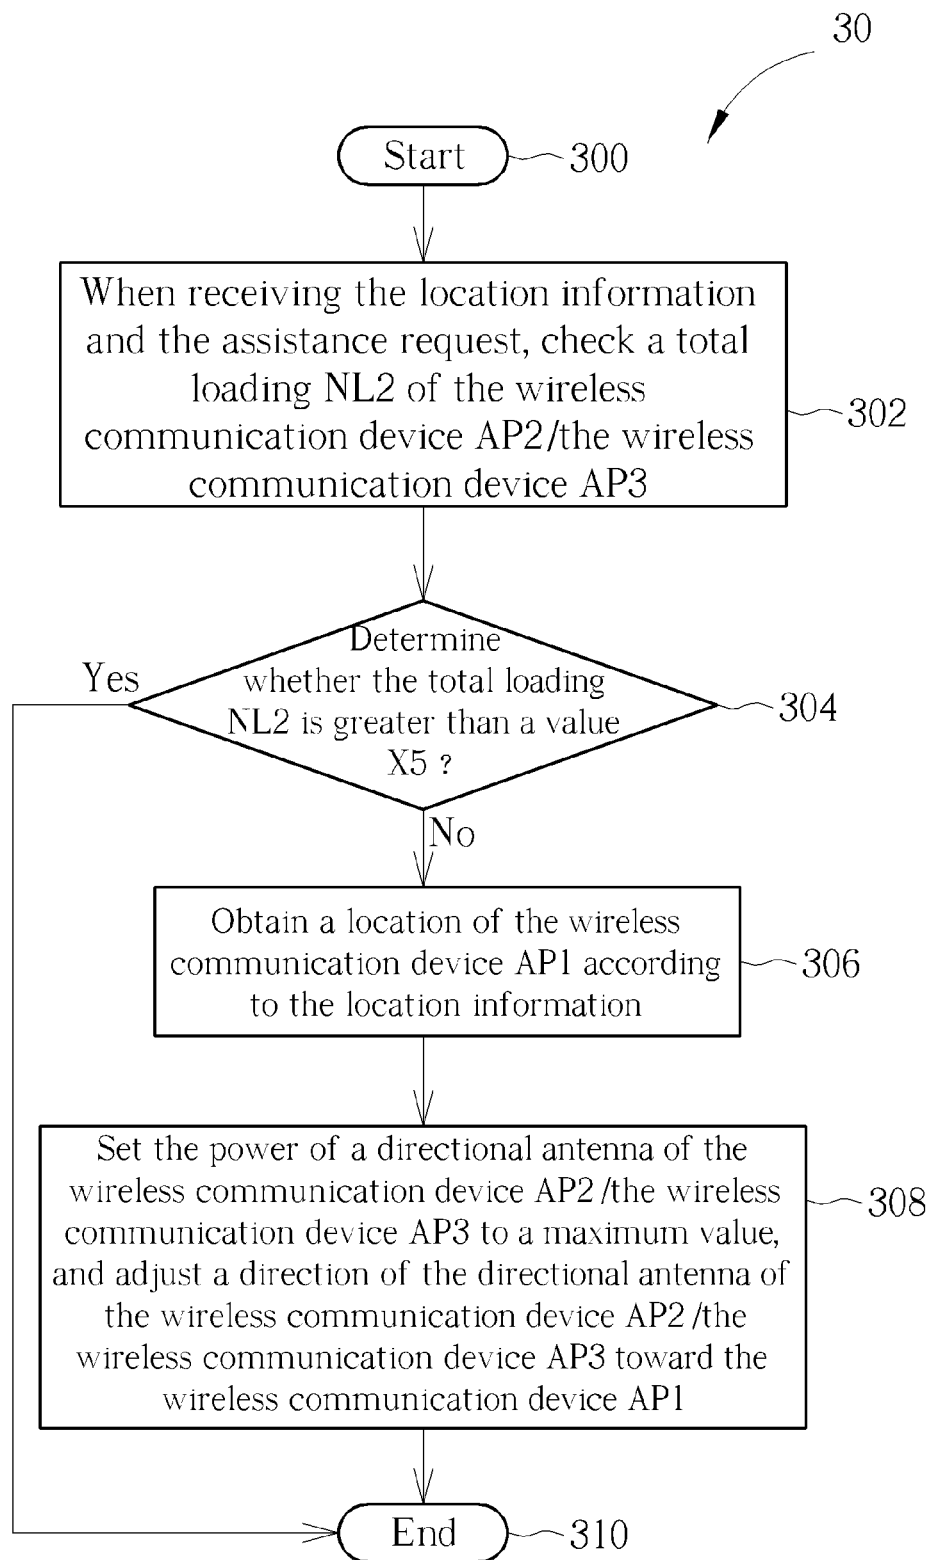 30
Start
300
When receiving the location information
and the assistance request, check a total
loading NL2 of the wireless
communication device AP2/the wireless
communication device AP3
302
Determine
whether the total loading
NL2 is greater than a value
X5 ?
Yes
304
No
Obtain a location of the wireless
communication device AP1 according
to the location information
306
Set the power of a directional antenna of the
wireless communication device AP2/the wireless
communication device AP3 to a maximum value,
and adjust a direction of the directional antenna of
the wireless communication device AP2/the
wireless communication device AP3 toward the
wireless communication device AP1
308
End
310